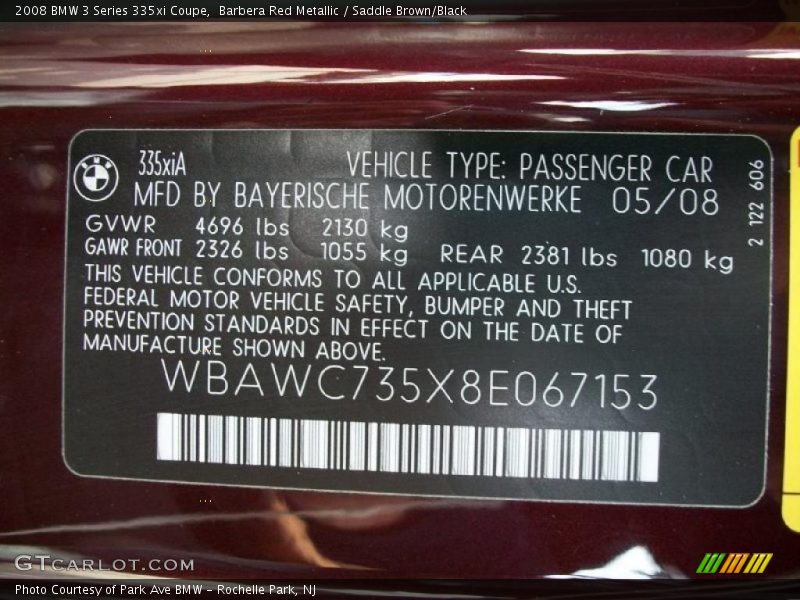 2008 BMW 3 Series 335xi Coupe,  Barbera Red Metallic / Saddle Brown/Black
BMW
335xiA
VEHICLE TYPE: PASSENGER CAR
MFD BY BAYERISCHE MOTORENWERKE 05/08
GVWR 4696 lbs 2130 kg
GAWR FRONT 2326 lbs 1055 kg REAR 2381 lbs 1080 kg
THIS VEHICLE CONFORMS TO ALL APPLICABLE U.S.
FEDERAL MOTOR VEHICLE SAFETY, BUMPER AND THEFT
PREVENTION STANDARDS IN EFFECT ON THE DATE OF
MANUFACTURE SHOWN ABOVE.
WBAWC735X8E067153
2 122 606
GTCARLOT.COM
Photo Courtesy of Park Ave BMW - Rochelle Park, NJ